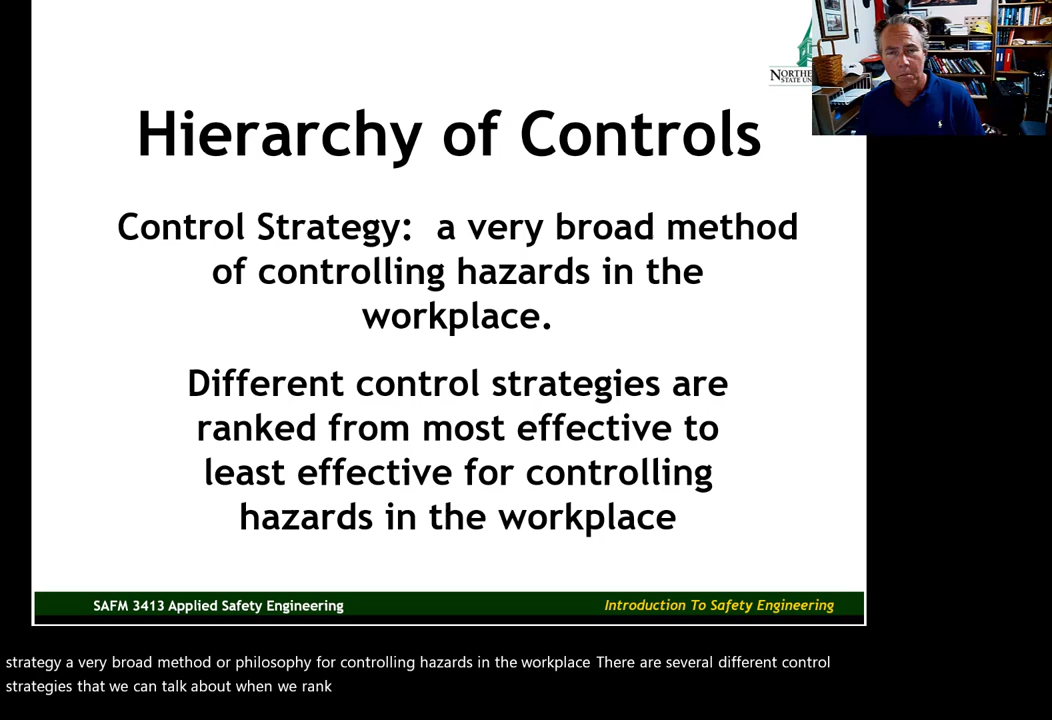 NORTHE
STATE UN
Hierarchy of Controls
Control Strategy: a very broad method
of controlling hazards in the
workplace.
Different control strategies are
ranked from most effective to
least effective for controlling
hazards in the workplace
SAFM 3413 Applied Safety Engineering
Introduction To Safety Engineering
strategy a very broad method or philosophy for controlling hazards in the workplace There are several different control
strategies that we can talk about when we rank